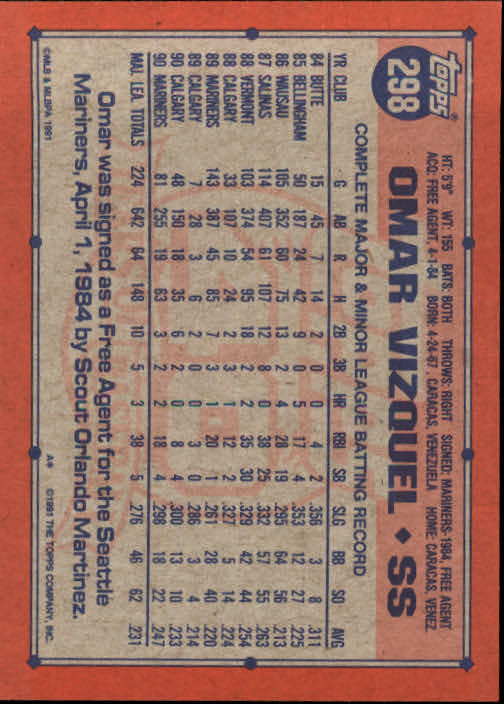 TOPPS®
298
HT: 5'9" WT: 155 BATS: BOTH THROWS: RIGHT SIGNED: MARINERS-1984, FREE AGENT
ACQ: FREE AGENT, 4-1-84 BORN: 4-24-67, CARACAS, VENEZUELA HOME: CARACAS, VENEZ.
OMAR VIZQUEL ♦ SS
COMPLETE MAJOR & MINOR LEAGUE BATTING RECORD
YR CLUB G AB R H 2B 3B HR RBI SB SLG BB SO AVG
84 BUTTE 15 45 7 14 2 0 0 4 2 .356 3 8 .311
85 BELLINGHAM 50 187 24 42 9 0 5 17 4 .353 12 27 .225
86 WAUSAU 105 352 60 75 13 2 4 28 19 .295 64 56 .213
87 SALINAS 114 407 61 107 12 8 0 38 25 .332 57 55 .263
88 VERMONT 103 374 54 95 18 2 2 35 30 .329 42 44 .254
88 CALGARY 33 107 10 24 2 3 1 12 2 .327 5 14 .224
89 MARINERS 143 387 45 85 7 3 1 20 1 .261 28 40 .220
89 CALGARY 7 28 3 6 2 0 0 3 0 .286 3 4 .214
90 CALGARY 48 150 18 35 6 2 0 8 4 .300 13 10 .233
90 MARINERS 81 255 19 63 3 2 2 18 4 .298 18 22 .247
MAJ. LEA. TOTALS 224 642 64 148 10 5 3 38 5 .276 46 62 .231
Omar was signed as a Free Agent for the Seattle
Mariners, April 1, 1984 by Scout Orlando Martinez.
©MLB & MLBPA 1991 A* ©1991 THE TOPPS COMPANY, INC.